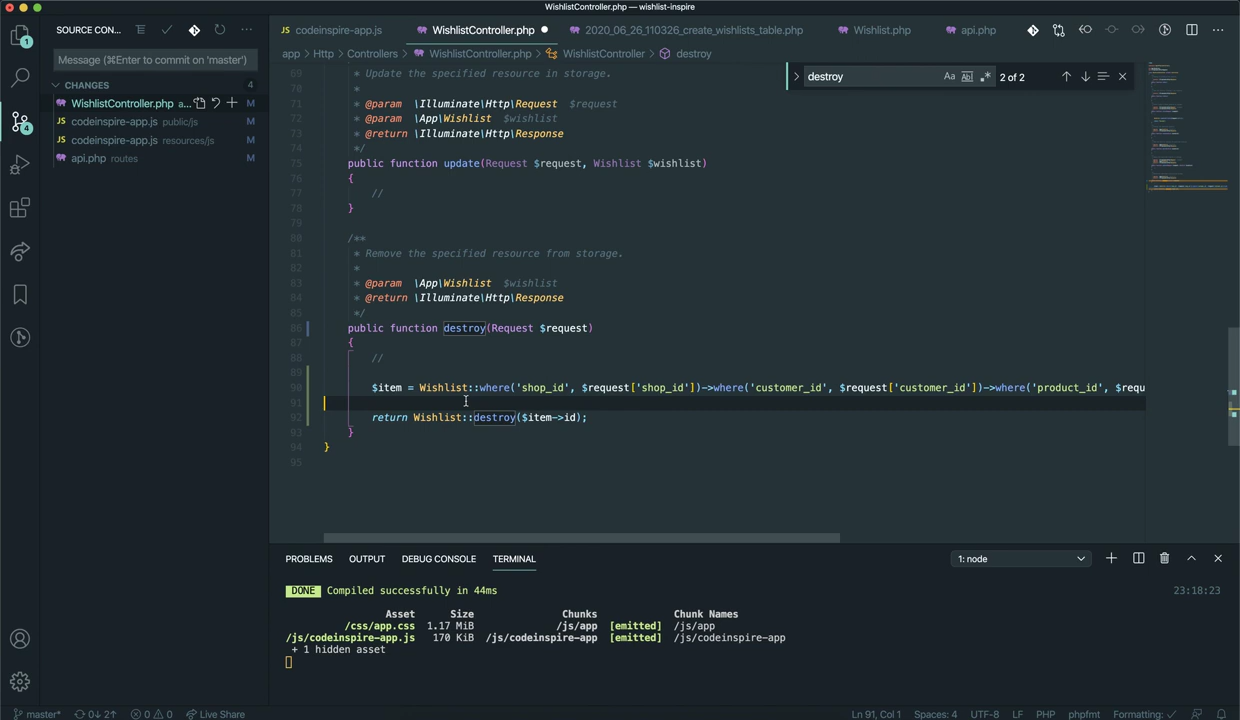 WishlistController.php — wishlist-inspire
SOURCE CON...
codeinspire-app.js
WishlistController.php
2020_06_26_110326_create_wishlists_table.php
Wishlist.php
api.php
Message (⌘Enter to commit on 'master')
app > Http > Controllers > WishlistController.php > WishlistController > destroy
destroy
Aa
2 of 2
CHANGES 4
WishlistController.php a... M
codeinspire-app.js public/js M
codeinspire-app.js resources/js M
api.php routes M
1
4
69 * Update the specified resource in storage.
70 *
71 * @param \Illuminate\Http\Request $request
72 * @param \App\Wishlist $wishlist
73 * @return \Illuminate\Http\Response
74 */
75 public function update(Request $request, Wishlist $wishlist)
76 {
77 //
78 }
79
80 /**
81 * Remove the specified resource from storage.
82 *
83 * @param \App\Wishlist $wishlist
84 * @return \Illuminate\Http\Response
85 */
86 public function destroy(Request $request)
87 {
88 //
89
90 $item = Wishlist::where('shop_id', $request['shop_id'])->where('customer_id', $request['customer_id'])->where('product_id', $requ
91
92 return Wishlist::destroy($item->id);
93 }
94 }
95
PROBLEMS OUTPUT DEBUG CONSOLE TERMINAL
1: node
DONE Compiled successfully in 44ms 23:18:23
Asset Size Chunks Chunk Names
/css/app.css 1.17 MiB /js/app [emitted] /js/app
/js/codeinspire-app.js 170 KiB /js/codeinspire-app [emitted] /js/codeinspire-app
+ 1 hidden asset
master* 0↓ 2↑ 0 0 Live Share
Ln 91, Col 1 Spaces: 4 UTF-8 LF PHP phpfmt Formatting: ✓